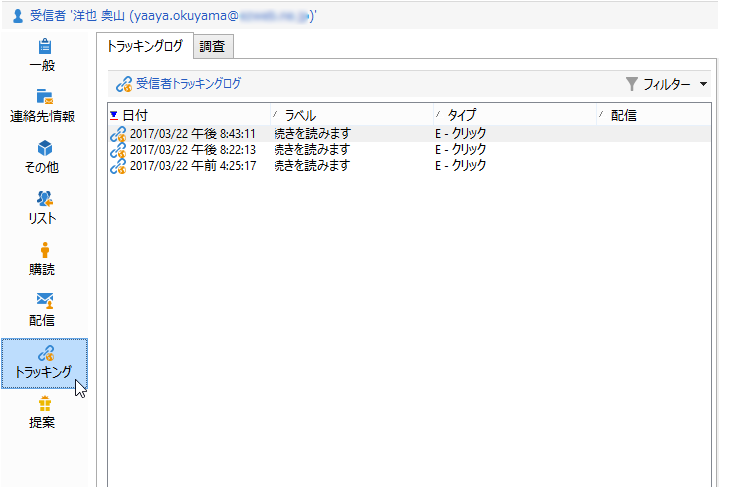 受信者 '洋也 奥山 (yaaya.okuyama@
一般
連絡先情報
その他
リスト
購読
配信
トラッキング
提案
トラッキングログ 調査
受信者トラッキングログ フィルター
日付 ラベル タイプ 配信
2017/03/22 午後 8:43:11 続きを読みます E - クリック
2017/03/22 午後 8:22:13 続きを読みます E - クリック
2017/03/22 午前 4:25:17 続きを読みます E - クリック